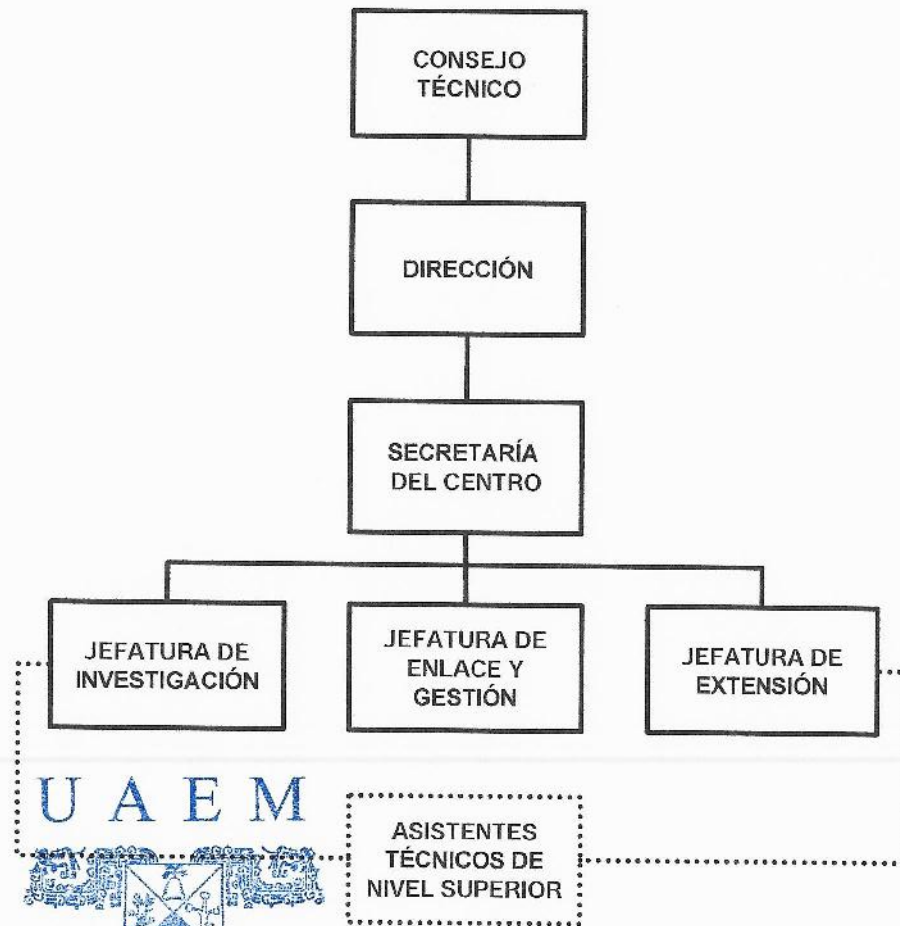 CONSEJO
TÉCNICO
DIRECCIÓN
SECRETARÍA
DEL CENTRO
JEFATURA DE
INVESTIGACIÓN
JEFATURA DE
ENLACE Y
GESTIÓN
JEFATURA DE
EXTENSIÓN
U A E M
ASISTENTES
TÉCNICOS DE
NIVEL SUPERIOR